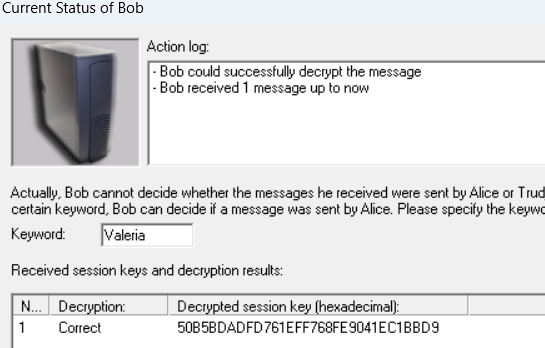 Current Status of Bob
Action log:
- Bob could successfully decrypt the message
- Bob received 1 message up to now
Actually, Bob cannot decide whether the messages he received were sent by Alice or Trud
certain keyword, Bob can decide if a message was sent by Alice. Please specify the keywo
Keyword: Valeria
Received session keys and decryption results:
N... Decryption: Decrypted session key (hexadecimal):
1 Correct 50B5BDADFD761EFF768FE9041EC1BBD9